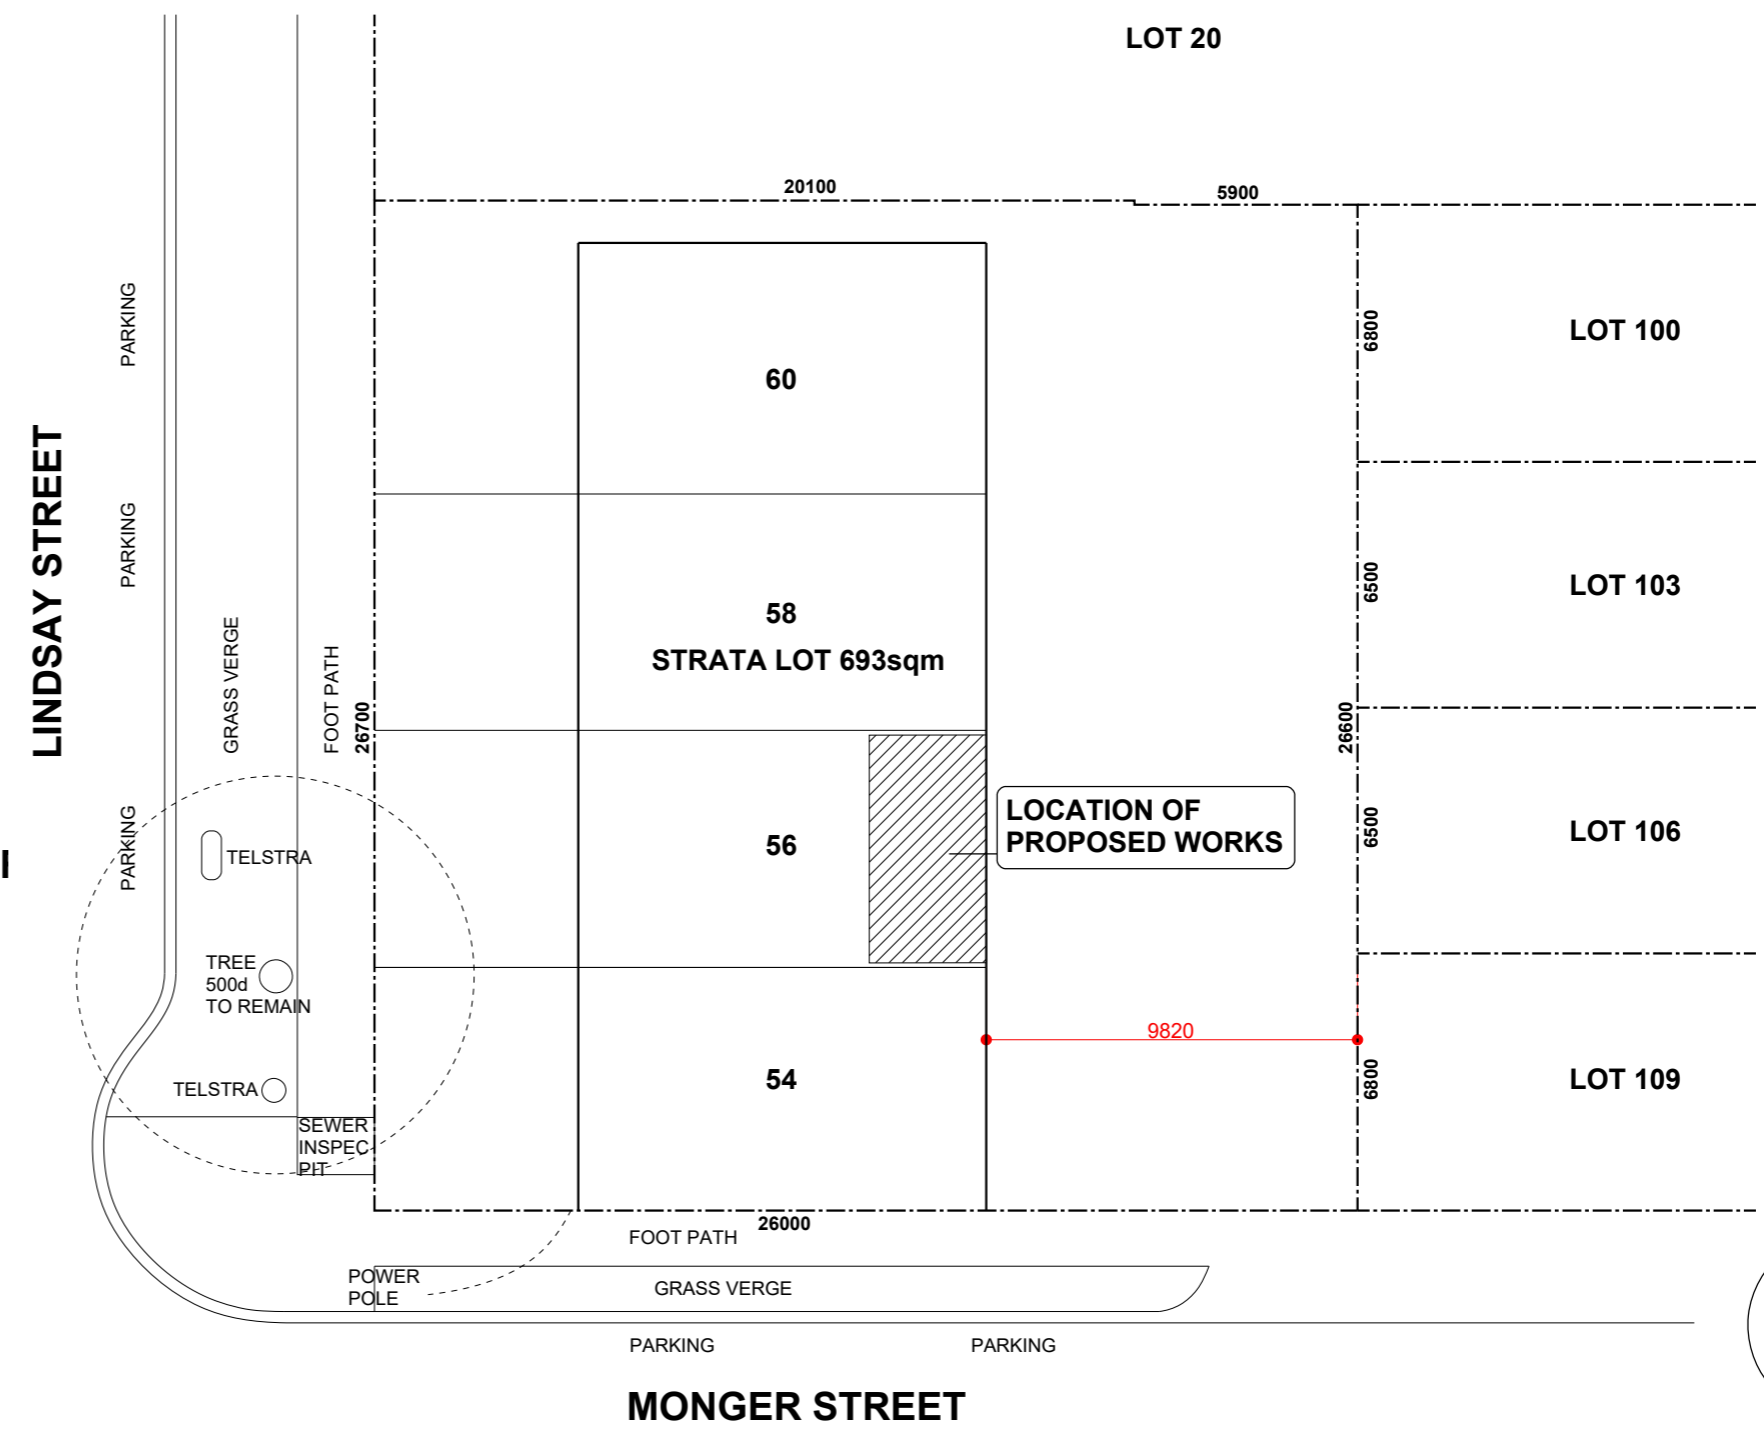 LOT 20
20100
5900
PARKING
6800
LOT 100
60
LINDSAY STREET
PARKING
6500
LOT 103
58
STRATA LOT 693sqm
GRASS VERGE
FOOT PATH
26700
26600
PARKING
TELSTRA
56
LOCATION OF
PROPOSED WORKS
6500
LOT 106
TREE
500d
TO REMAIN
9820
TELSTRA
54
6800
LOT 109
SEWER
INSPEC
PIT
26000
FOOT PATH
POWER
POLE
GRASS VERGE
PARKING
PARKING
MONGER STREET